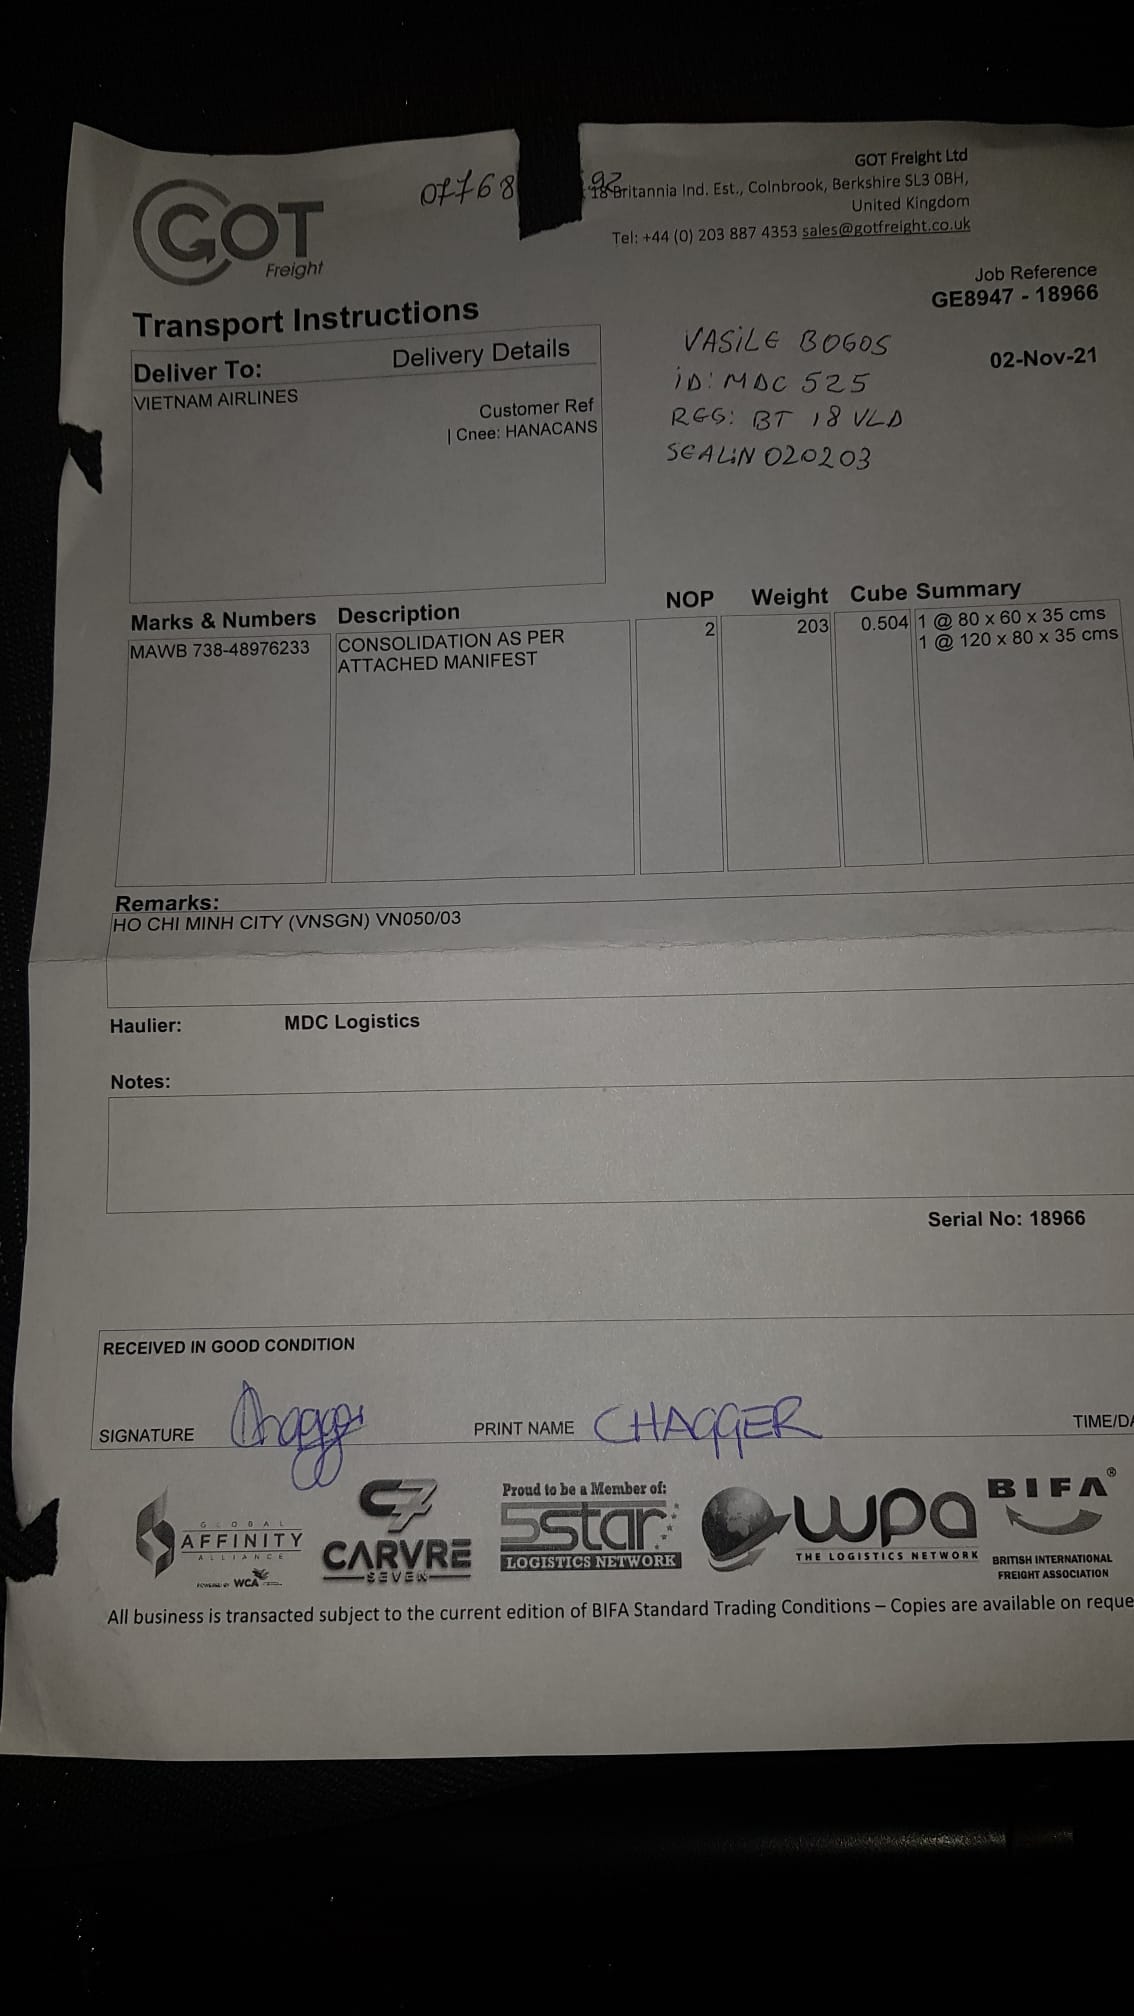 GOT
Freight
07768
92
GOT Freight Ltd
18 Britannia Ind. Est., Colnbrook, Berkshire SL3 0BH,
United Kingdom
Tel: +44 (0) 203 887 4353 sales@gotfreight.co.uk
Job Reference
GE8947 - 18966
02-Nov-21
Transport Instructions
Deliver To: Delivery Details
VIETNAM AIRLINES
Customer Ref
| Cnee: HANACANS
VASILE BOGOS
ID: MDC 525
REG: BT 18 VLD
SEALIN 020203
Marks & Numbers Description NOP Weight Cube Summary
MAWB 738-48976233 CONSOLIDATION AS PER 2 203 0.504 1 @ 80 x 60 x 35 cms
ATTACHED MANIFEST 1 @ 120 x 80 x 35 cms
Remarks:
HO CHI MINH CITY (VNSGN) VN050/03
Haulier: MDC Logistics
Notes:
Serial No: 18966
RECEIVED IN GOOD CONDITION
SIGNATURE PRINT NAME CHAGGER TIME/DA
GLOBAL
AFFINITY
ALLIANCE
POWERED BY WCA
C7
CARVRE
SEVEN
Proud to be a Member of:
5star
LOGISTICS NETWORK
wpa
THE LOGISTICS NETWORK
BIFA®
BRITISH INTERNATIONAL
FREIGHT ASSOCIATION
All business is transacted subject to the current edition of BIFA Standard Trading Conditions – Copies are available on reque